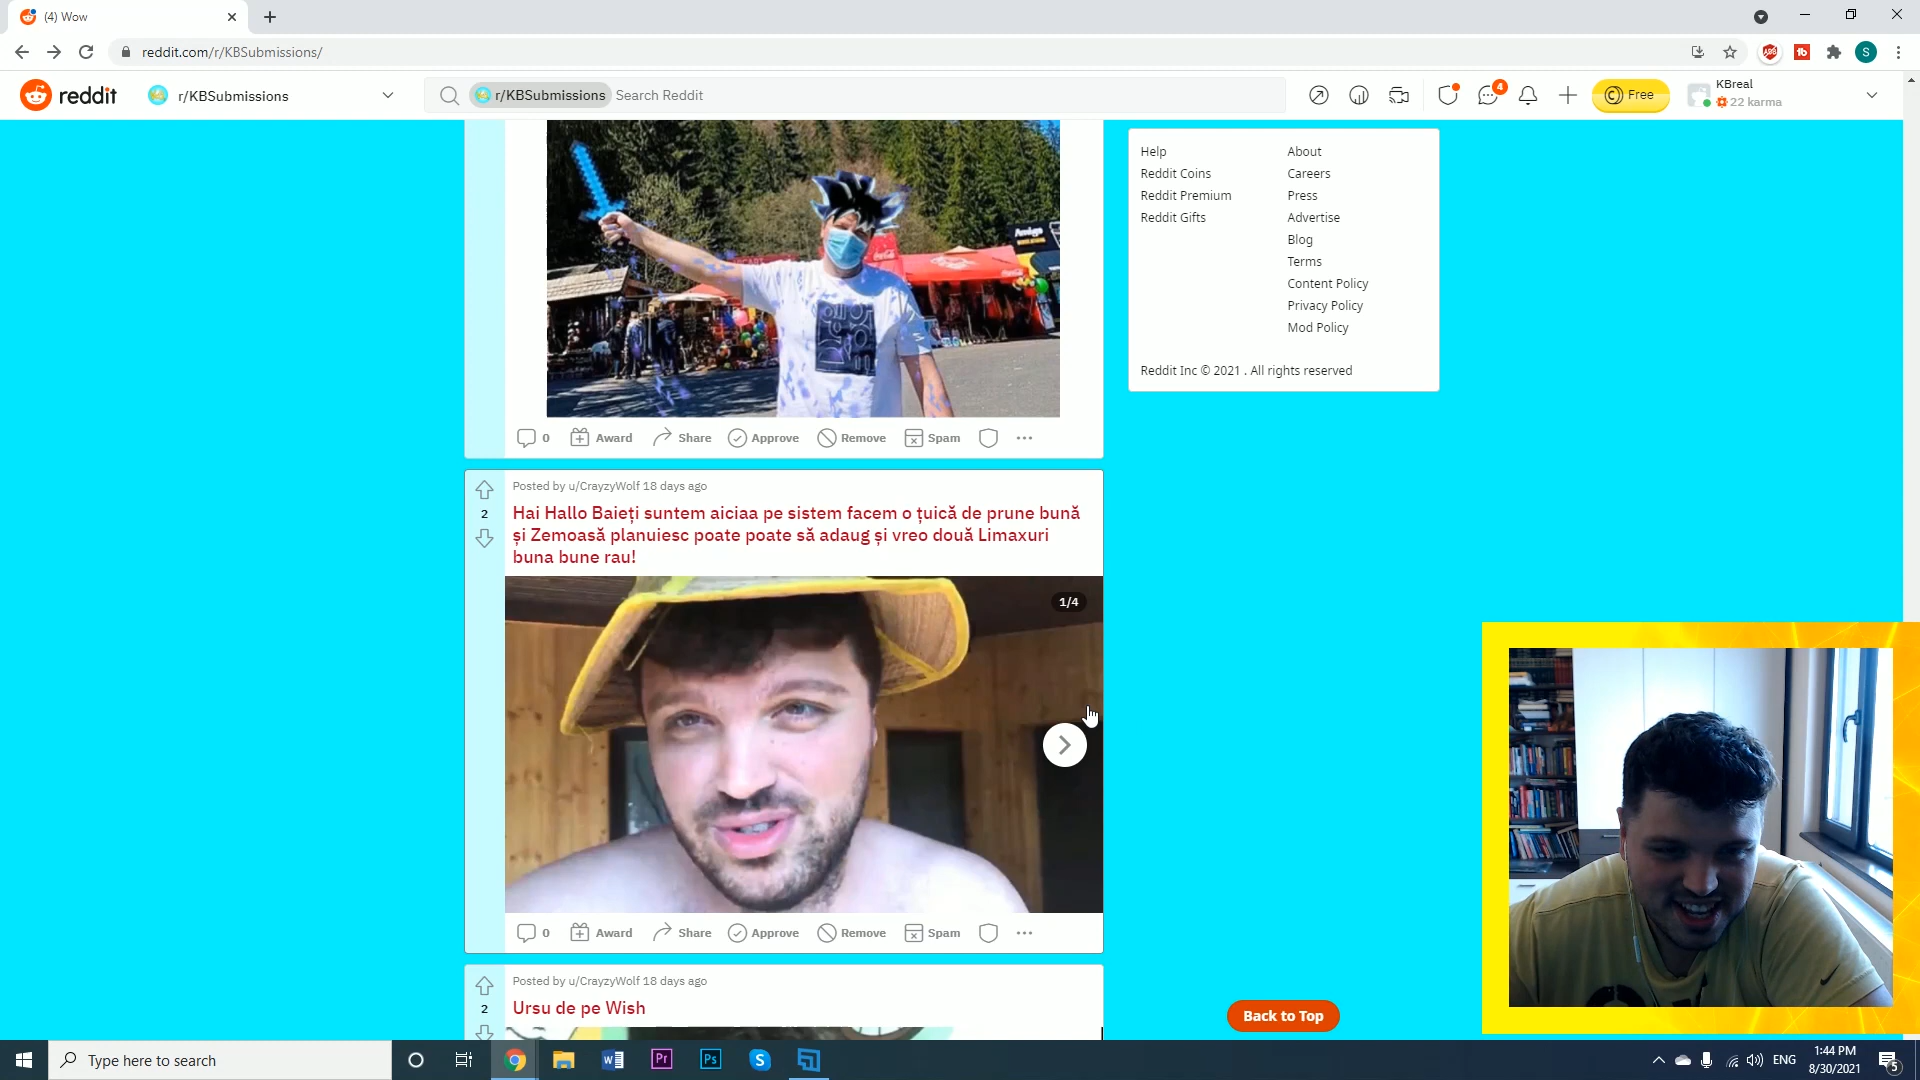 (4) Wow
reddit.com/r/KBSubmissions/
reddit
r/KBSubmissions
r/KBSubmissions Search Reddit
4
Free
KBreal
22 karma
Help
About
Reddit Coins
Careers
Reddit Premium
Press
Reddit Gifts
Advertise
Blog
Terms
Content Policy
Privacy Policy
Mod Policy
Reddit Inc © 2021 . All rights reserved
0 Award Share Approve Remove Spam
Posted by u/CrayzyWolf 18 days ago
2
Hai Hallo Baieți suntem aiciaa pe sistem facem o țuică de prune bună
și Zemoasă planuiesc poate poate să adaug și vreo două Limaxuri
buna bune rau!
1/4
0 Award Share Approve Remove Spam
Posted by u/CrayzyWolf 18 days ago
2
Ursu de pe Wish
Back to Top
Type here to search
Pr
Ps
ENG
1:44 PM
8/30/2021
5